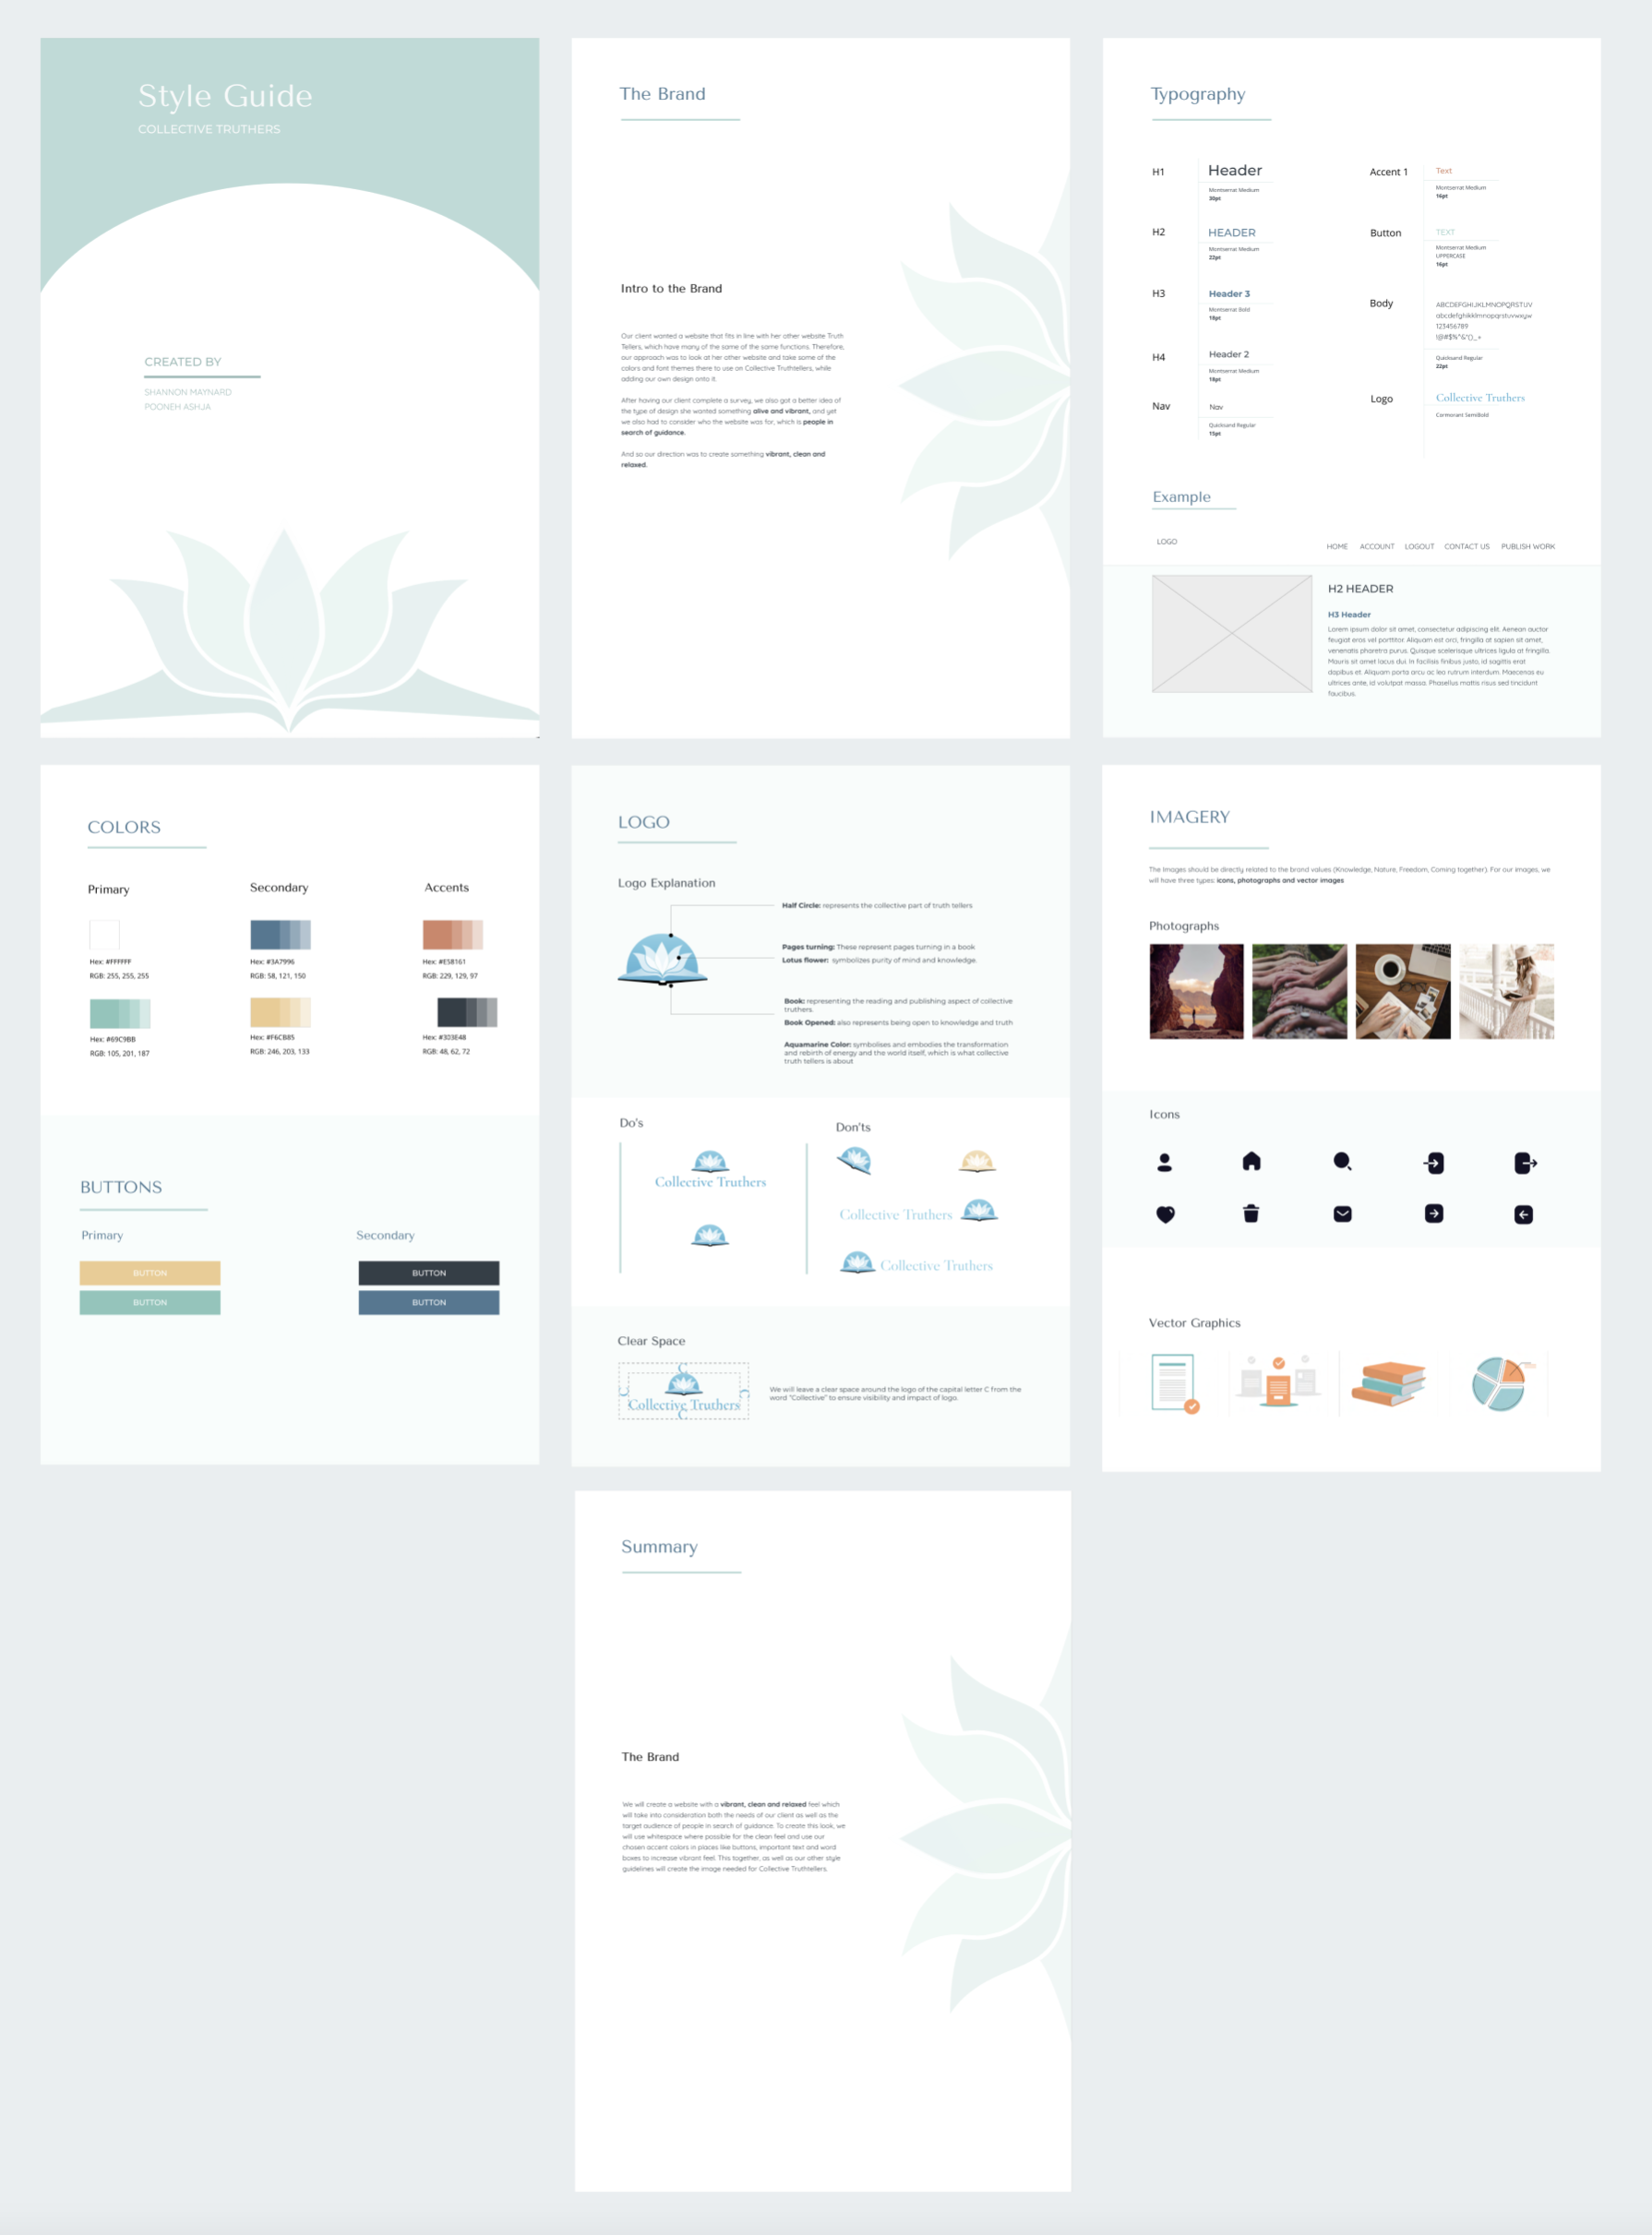 Style Guide
COLLECTIVE TRUTHERS
CREATED BY
SHANNON MAYNARD
POONEH ASHJA
The Brand
Intro to the Brand
Our client wanted a website that fits in line with her other website Truth
Tellers, which have many of the same of the same functions. Therefore,
our approach was to look at her other website and take some of the
colors and font themes there to use on Collective Truthtellers, while
adding our own design onto it.
After having our client complete a survey, we also got a better idea of
the type of design she wanted something alive and vibrant, and yet
we also had to consider who the website was for, which is people in
search of guidance.
And so our direction was to create something vibrant, clean and
relaxed.
Typography
H1
Header
Montserrat Medium
30pt
H2
HEADER
Montserrat Medium
22pt
H3
Header 3
Montserrat Bold
18pt
H4
Header 2
Montserrat Medium
18pt
Nav
Nav
Quicksand Regular
15pt
Accent 1
Text
Montserrat Medium
16pt
Button
TEXT
Montserrat Medium
UPPERCASE
16pt
Body
ABCDEFGHIJKLMNOPQRSTUV
abcdefghikklmnopqrstuvwxyw
123456789
!@#$%^&*()_+
Quicksand Regular
22pt
Logo
Collective Truthers
Cormorant SemiBold
Example
LOGO
HOME ACCOUNT LOGOUT CONTACT US PUBLISH WORK
H2 HEADER
H3 Header
Lorem ipsum dolor sit amet, consectetur adipiscing elit. Aenean auctor
feugiat eros vel porttitor. Aliquam est orci, fringilla at sapien sit amet,
venenatis pharetra purus. Quisque scelerisque ultrices ligula at fringilla.
Mauris sit amet lacus dui. In facilisis finibus justo, id sagittis erat
dapibus et. Aliquam porta arcu ac leo rutrum interdum. Maecenas eu
ultrices ante, id volutpat massa. Phasellus mattis risus sed tincidunt
faucibus.
COLORS
Primary
Secondary
Accents
Hex: #FFFFFF
RGB: 255, 255, 255
Hex: #3A7996
RGB: 58, 121, 150
Hex: #E58161
RGB: 229, 129, 97
Hex: #69C9BB
RGB: 105, 201, 187
Hex: #F6CB85
RGB: 246, 203, 133
Hex: #303E48
RGB: 48, 62, 72
BUTTONS
Primary
Secondary
BUTTON
BUTTON
BUTTON
BUTTON
LOGO
Logo Explanation
Half Circle: represents the collective part of truth tellers
Pages turning: These represent pages turning in a book
Lotus flower: symbolizes purity of mind and knowledge.
Book: representing the reading and publishing aspect of collective
truthers.
Book Opened: also represents being open to knowledge and truth
Aquamarine Color: symbolises and embodies the transformation
and rebirth of energy and the world itself, which is what collective
truth tellers is about
Do's
Don'ts
Collective Truthers
Collective Truthers
Collective Truthers
Clear Space
C
Collective Truthers
C
We will leave a clear space around the logo of the capital letter C from the
word "Collective" to ensure visibility and impact of logo.
IMAGERY
The Images should be directly related to the brand values (Knowledge, Nature, Freedom, Coming together). For our images, we
will have three types: icons, photographs and vector images
Photographs
Icons
Vector Graphics
Summary
The Brand
We will create a website with a vibrant, clean and relaxed feel which
will take into consideration both the needs of our client as well as the
target audience of people in search of guidance. To create this look, we
will use whitespace where possible for the clean feel and use our
chosen accent colors in places like buttons, important text and word
boxes to increase vibrant feel. This together, as well as our other style
guidelines will create the image needed for Collective Truthtellers.